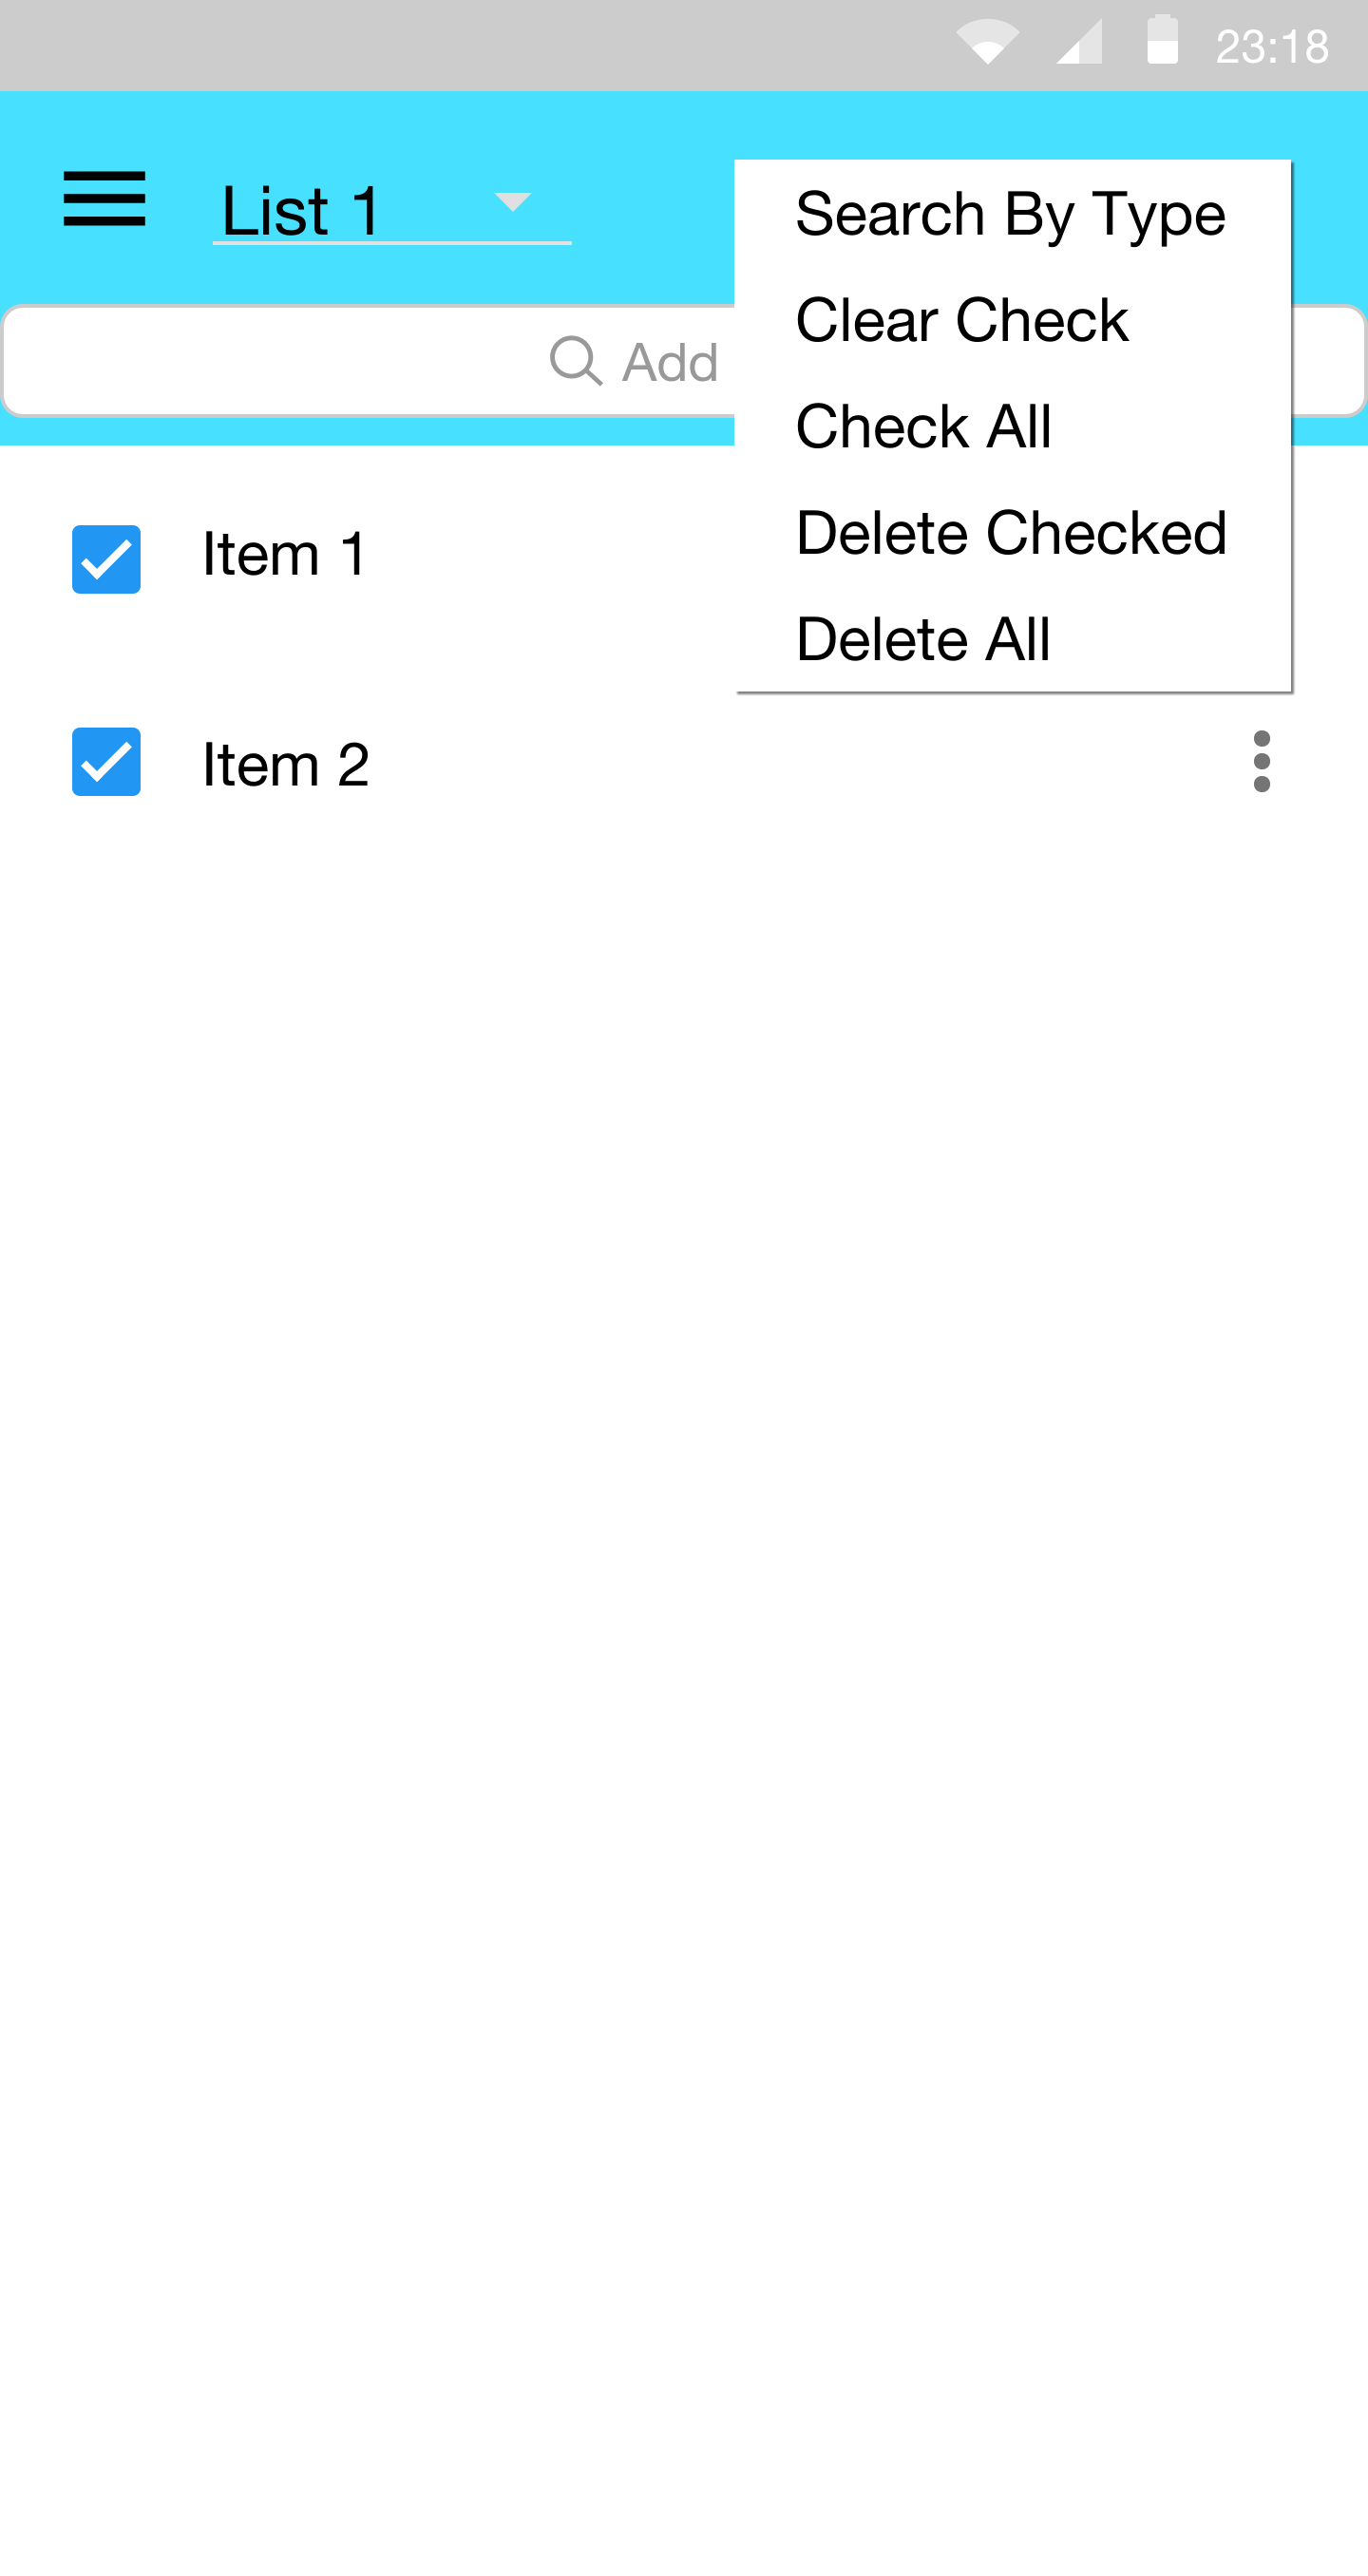 23:18
List 1
Search By Type
Clear Check
Add
Check All
Delete Checked
Item 1
Delete All
Item 2